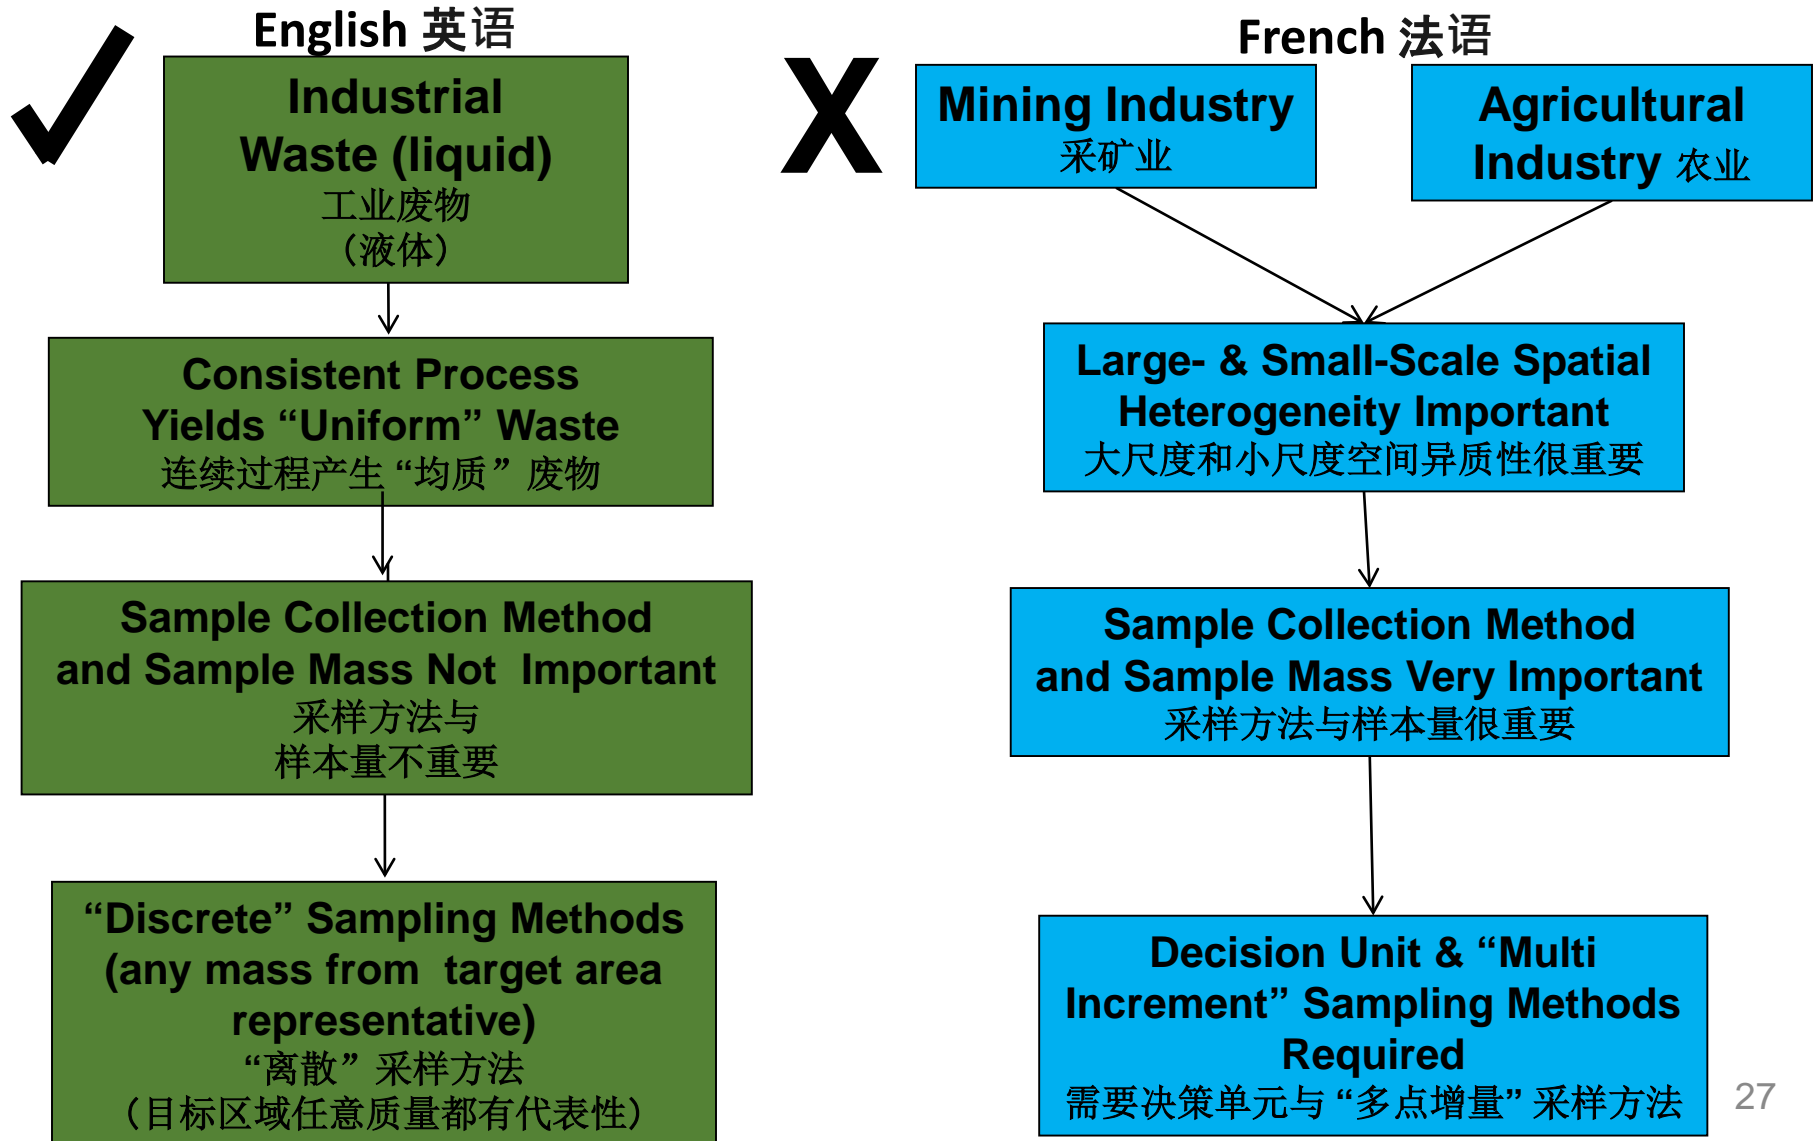 English 英语
Industrial
Waste (liquid)
工业废物
（液体）
Consistent Process
Yields “Uniform” Waste
连续过程产生 “均质” 废物
Sample Collection Method
and Sample Mass Not Important
采样方法与
样本量不重要
“Discrete” Sampling Methods
(any mass from target area
representative)
“离散” 采样方法
（目标区域任意质量都有代表性）
X
French 法语
Mining Industry
采矿业
Agricultural
Industry 农业
Large- & Small-Scale Spatial
Heterogeneity Important
大尺度和小尺度空间异质性很重要
Sample Collection Method
and Sample Mass Very Important
采样方法与样本量很重要
Decision Unit & “Multi
Increment” Sampling Methods
Required
需要决策单元与 “多点增量” 采样方法
27